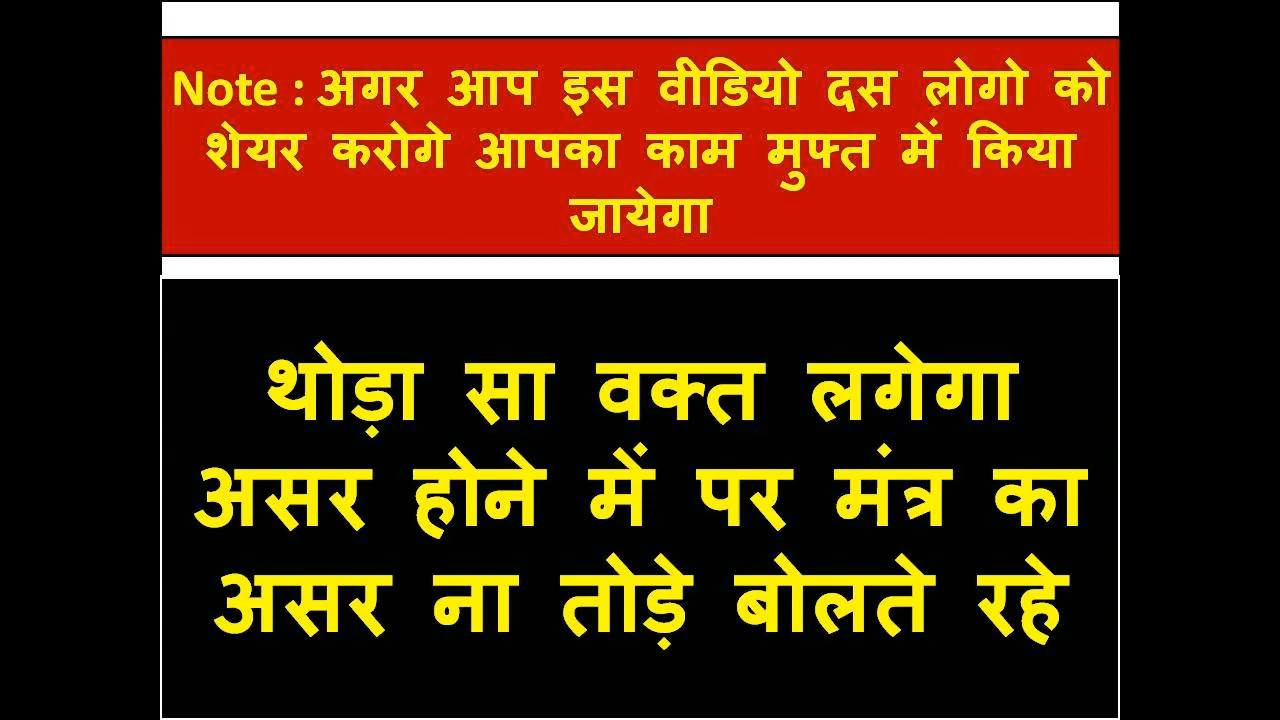 Note : अगर आप इस वीडियो दस लोगो को
शेयर करोगे आपका काम मुफ्त में किया
जायेगा
थोड़ा सा वक्त लगेगा
असर होने में पर मंत्र का
असर ना तोड़े बोलते रहे